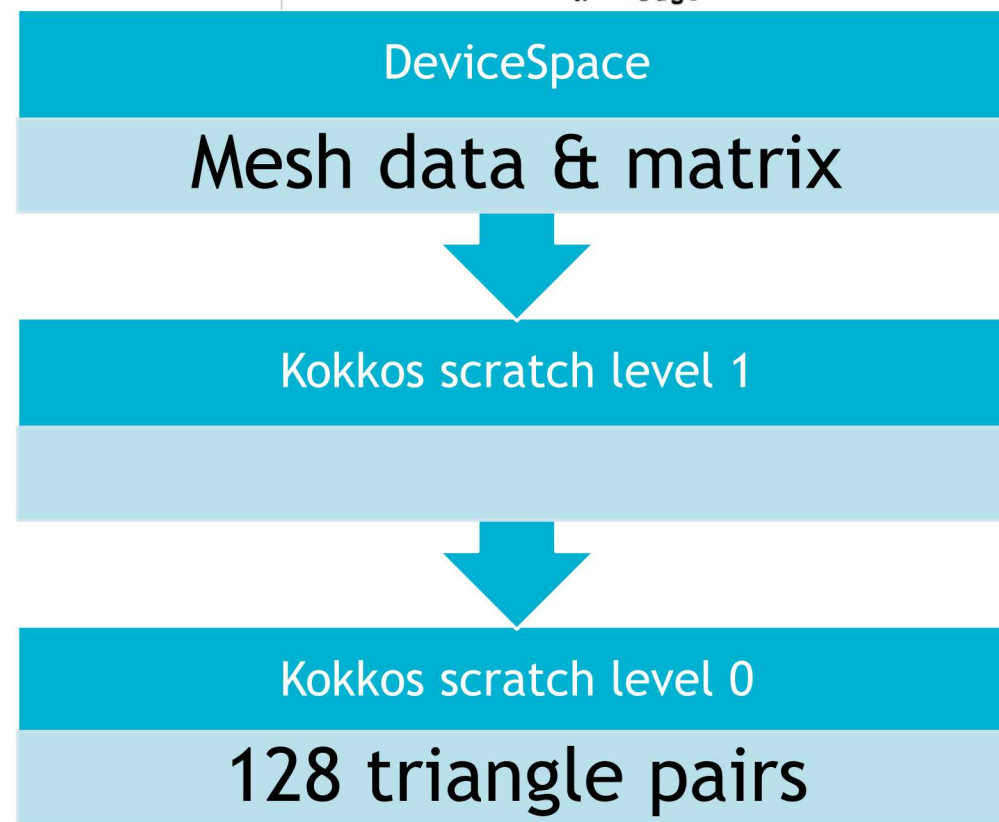 DeviceSpace
Mesh data & matrix
Kokkos scratch level 1
Kokkos scratch level 0
128 triangle pairs